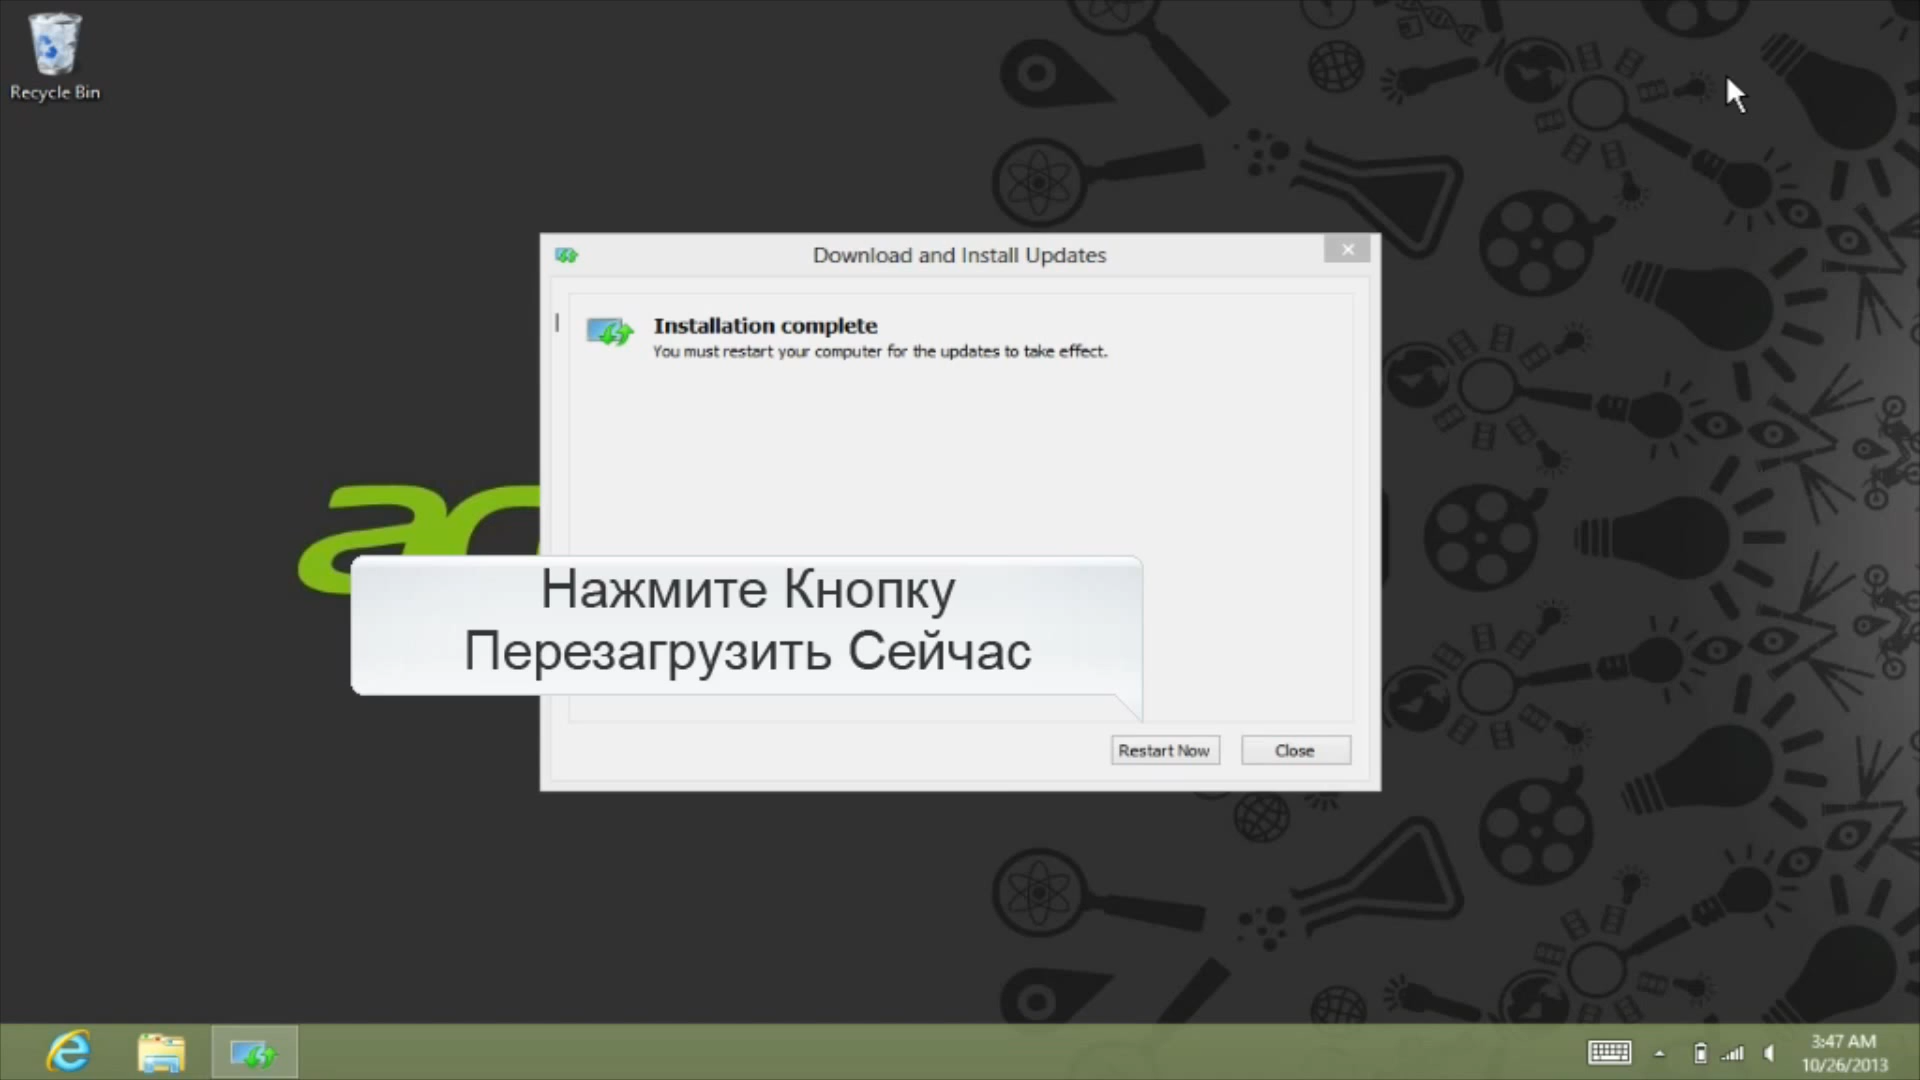 Recycle Bin
Download and Install Updates
Installation complete
You must restart your computer for the updates to take effect.
Нажмите Кнопку
Перезагрузить Сейчас
Restart Now
Close
3:47 AM
10/26/2013